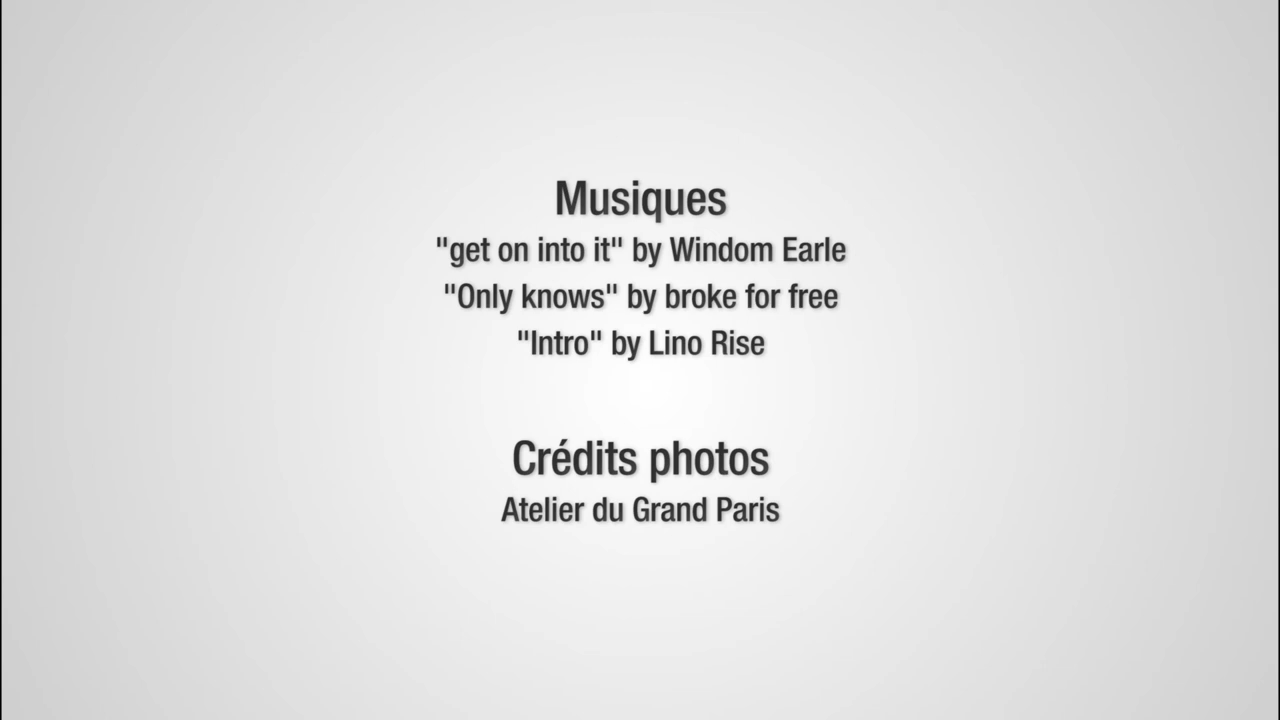 Musiques
"get on into it" by Windom Earle
"Only knows" by broke for free
"Intro" by Lino Rise
Crédits photos
Atelier du Grand Paris